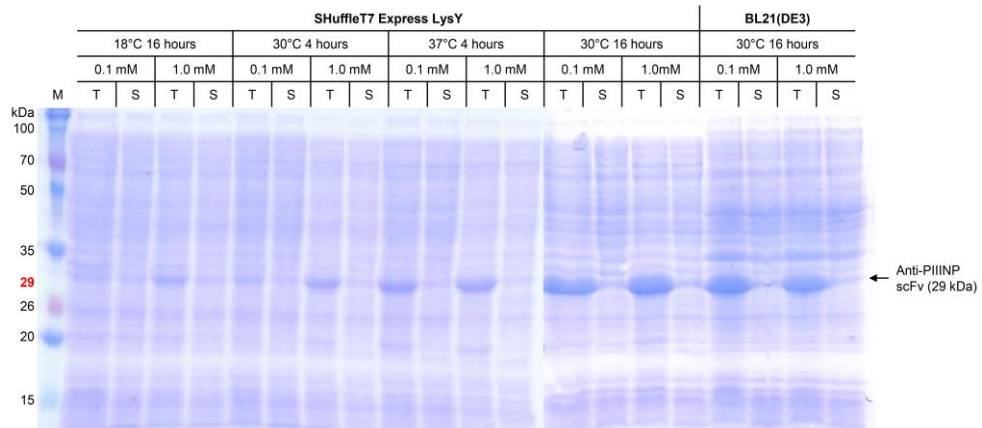 SHuffleT7 Express LysY BL21(DE3)
18°C 16 hours 30°C 4 hours 37°C 4 hours 30°C 16 hours 30°C 16 hours
0.1 mM 1.0 mM 0.1 mM 1.0 mM 0.1 mM 1.0 mM 0.1 mM 1.0mM 0.1 mM 1.0 mM
M T S T S T S T S T S T S T S T S T S T S
kDa
100
70
50
35
29
26
20
15
Anti-PIIINP
scFv (29 kDa)